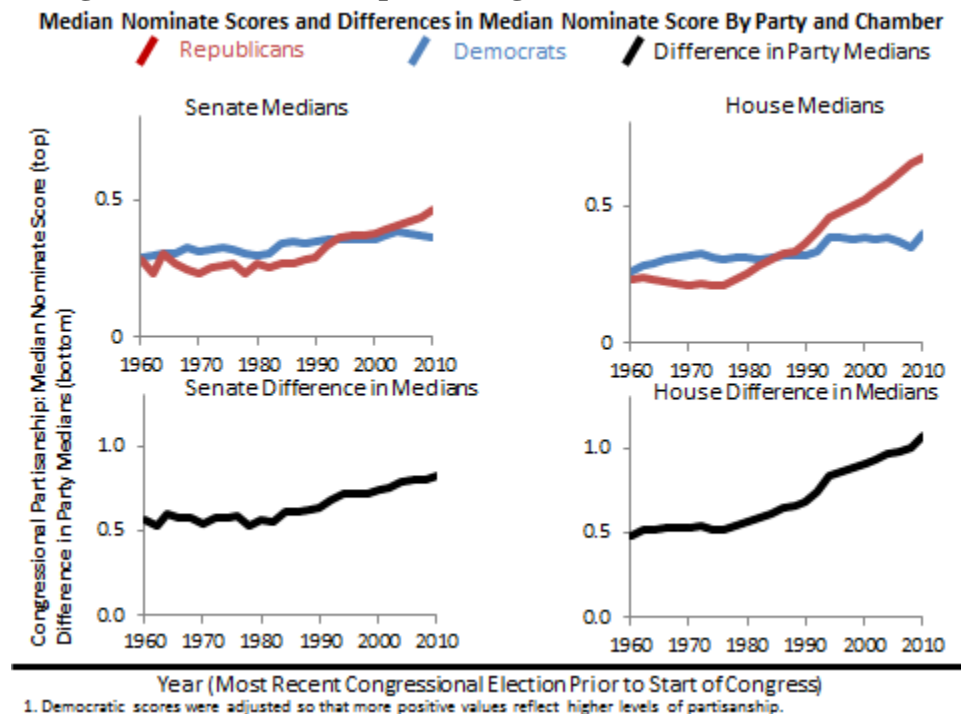 Median Nominate Scores and Differences in Median Nominate Score By Party and Chamber
Republicans
Democrats
Difference in Party Medians
Congressional Partisanship: Median Nominate Score (top)
Difference in Party Medians (bottom)
Senate Medians
0.5
0
1960 1970 1980 1990 2000 2010
House Medians
0.5
0
1960 1970 1980 1990 2000 2010
Senate Difference in Medians
1.0
0.5
0.0
1960 1970 1980 1990 2000 2010
House Difference in Medians
1.0
0.5
0.0
1960 1970 1980 1990 2000 2010
Year (Most Recent Congressional Election Prior to Start of Congress)
1. Democratic scores were adjusted so that more positive values reflect higher levels of partisanship.